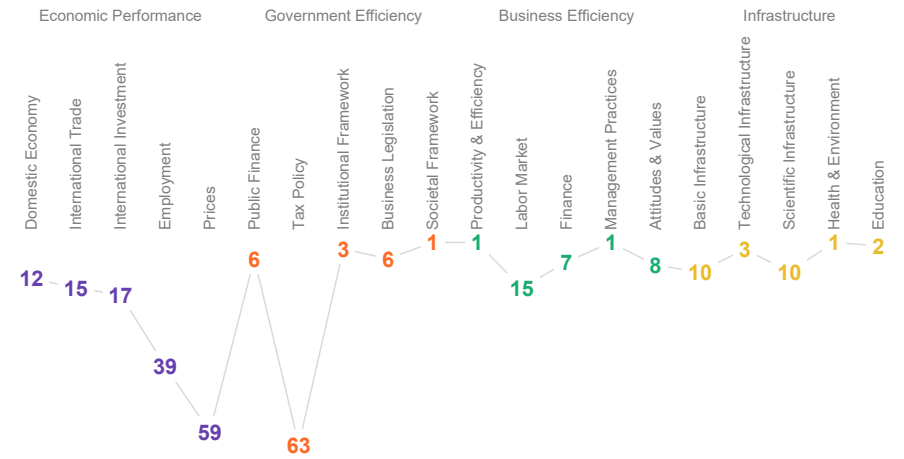 Economic Performance
Government Efficiency
Business Efficiency
Infrastructure
Domestic Economy
International Trade
International Investment
Employment
Prices
Public Finance
Tax Policy
Institutional Framework
Business Legislation
Societal Framework
Productivity & Efficiency
Labor Market
Finance
Management Practices
Attitudes & Values
Basic Infrastructure
Technological Infrastructure
Scientific Infrastructure
Health & Environment
Education
12
15
17
39
59
6
63
3
6
1
1
15
7
1
8
10
3
10
1
2